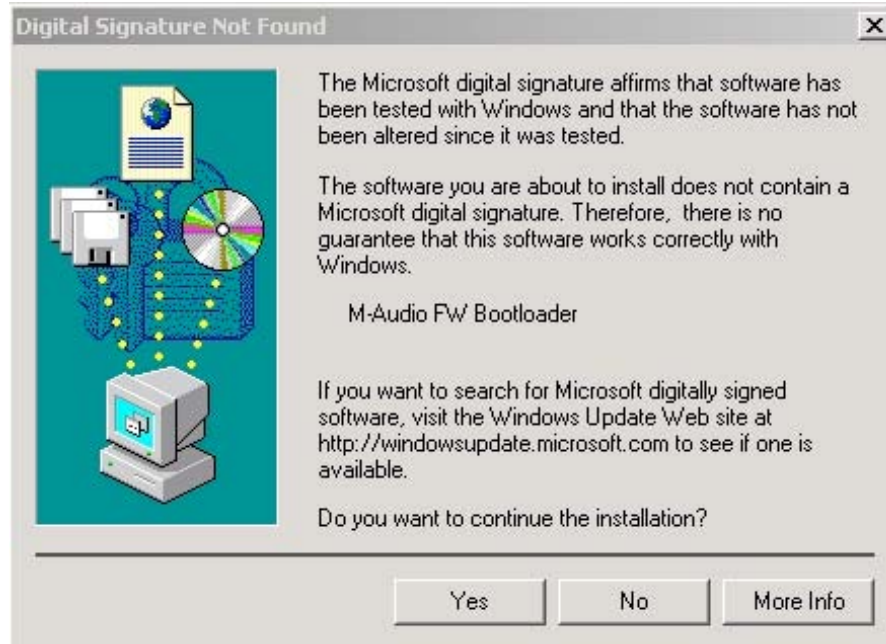 Digital Signature Not Found
The Microsoft digital signature affirms that software has
been tested with Windows and that the software has not
been altered since it was tested.
The software you are about to install does not contain a
Microsoft digital signature. Therefore, there is no
guarantee that this software works correctly with
Windows.
M-Audio FW Bootloader
If you want to search for Microsoft digitally signed
software, visit the Windows Update Web site at
http://windowsupdate.microsoft.com to see if one is
available.
Do you want to continue the installation?
Yes
No
More Info